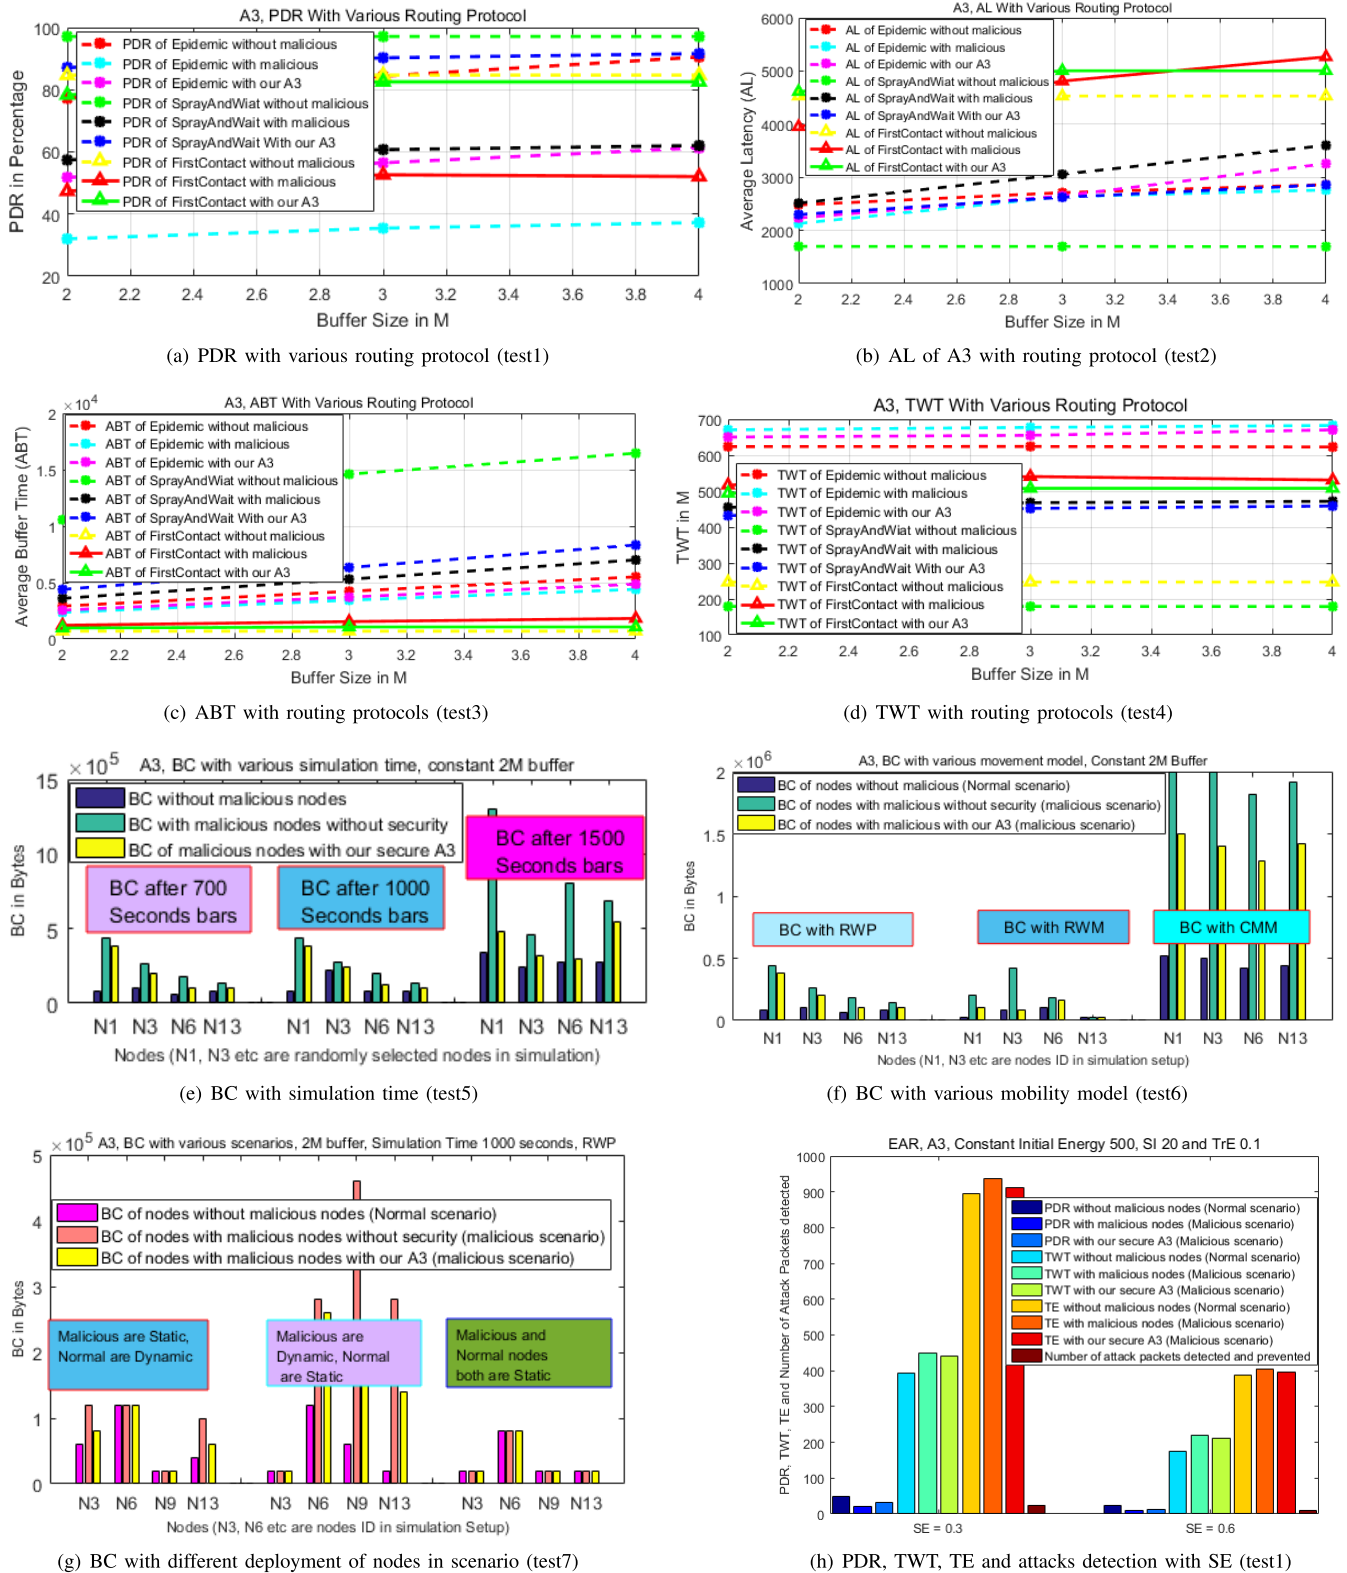 A3, PDR With Various Routing Protocol
PDR in Percentage
100
80
60
40
20
PDR of Epidemic without malicious
PDR of Epidemic with malicious
PDR of Epidemic with our A3
PDR of SprayAndWiat without malicious
PDR of SprayAndWait with malicious
PDR of SprayAndWait With our A3
PDR of FirstContact without malicious
PDR of FirstContact with malicious
PDR of FirstContact with our A3
2 2.2 2.4 2.6 2.8 3 3.2 3.4 3.6 3.8 4
Buffer Size in M
(a) PDR with various routing protocol (test1)
A3, AL With Various Routing Protocol
Average Latency (AL)
6000
5000
4000
3000
2000
1000
AL of Epidemic without malicious
AL of Epidemic with malicious
AL of Epidemic with our A3
AL of SprayAndWiat without malicious
AL of SprayAndWait with malicious
AL of SprayAndWait With our A3
AL of FirstContact without malicious
AL of FirstContact with malicious
AL of FirstContact with our A3
2 2.2 2.4 2.6 2.8 3 3.2 3.4 3.6 3.8 4
Buffer Size in M
(b) AL of A3 with routing protocol (test2)
A3, ABT With Various Routing Protocol
×10^4
Average Buffer Time (ABT)
2
1.5
1
0.5
0
ABT of Epidemic without malicious
ABT of Epidemic with malicious
ABT of Epidemic with our A3
ABT of SprayAndWiat without malicious
ABT of SprayAndWait with malicious
ABT of SprayAndWait With our A3
ABT of FirstContact without malicious
ABT of FirstContact with malicious
ABT of FirstContact with our A3
2 2.2 2.4 2.6 2.8 3 3.2 3.4 3.6 3.8 4
Buffer Size in M
(c) ABT with routing protocols (test3)
A3, TWT With Various Routing Protocol
TWT in M
700
600
500
400
300
200
100
TWT of Epidemic without malicious
TWT of Epidemic with malicious
TWT of Epidemic with our A3
TWT of SprayAndWiat without malicious
TWT of SprayAndWait with malicious
TWT of SprayAndWait With our A3
TWT of FirstContact without malicious
TWT of FirstContact with malicious
TWT of FirstContact with our A3
2 2.2 2.4 2.6 2.8 3 3.2 3.4 3.6 3.8 4
Buffer Size in M
(d) TWT with routing protocols (test4)
×10^5
A3, BC with various simulation time, constant 2M buffer
BC in Bytes
15
10
5
0
BC without malicious nodes
BC with malicious nodes without security
BC of malicious nodes with our secure A3
BC after 700
Seconds bars
BC after 1000
Seconds bars
BC after 1500
Seconds bars
N1 N3 N6 N13 N1 N3 N6 N13 N1 N3 N6 N13
Nodes (N1, N3 etc are randomly selected nodes in simulation)
(e) BC with simulation time (test5)
×10^6
A3, BC with various movement model, Constant 2M Buffer
BC in Bytes
2
1.5
1
0.5
0
BC of nodes without malicious (Normal scenario)
BC of nodes with malicious without security (malicious scenario)
BC of nodes with malicious with our A3 (malicious scenario)
BC with RWP
BC with RWM
BC with CMM
N1 N3 N6 N13 N1 N3 N6 N13 N1 N3 N6 N13
Nodes (N1, N3 etc are nodes ID in simulation setup)
(f) BC with various mobility model (test6)
×10^5
A3, BC with various scenarios, 2M buffer, Simulation Time 1000 seconds, RWP
BC in Bytes
5
4
3
2
1
0
BC of nodes without malicious nodes (Normal scenario)
BC of nodes with malicious nodes without security (malicious scenario)
BC of nodes with malicious nodes with our A3 (malicious scenario)
Malicious are Static,
Normal are Dynamic
Malicious are
Dynamic, Normal
are Static
Malicious and
Normal nodes
both are Static
N3 N6 N9 N13 N3 N6 N9 N13 N3 N6 N9 N13
Nodes (N3, N6 etc are nodes ID in simulation Setup)
(g) BC with different deployment of nodes in scenario (test7)
EAR, A3, Constant Initial Energy 500, SI 20 and TrE 0.1
PDR, TWT, TE and Number of Attack Packets detected
1000
900
800
700
600
500
400
300
200
100
0
PDR without malicious nodes (Normal scenario)
PDR with malicious nodes (Malicious scenario)
PDR with our secure A3 (Malicious scenario)
TWT without malicious nodes (Normal scenario)
TWT with malicious nodes (Malicious scenario)
TWT with our secure A3 (Malicious scenario)
TE without malicious nodes (Normal scenario)
TE with malicious nodes (Malicious scenario)
TE with our secure A3 (Malicious scenario)
Number of attack packets detected and prevented
SE = 0.3 SE = 0.6
(h) PDR, TWT, TE and attacks detection with SE (test1)